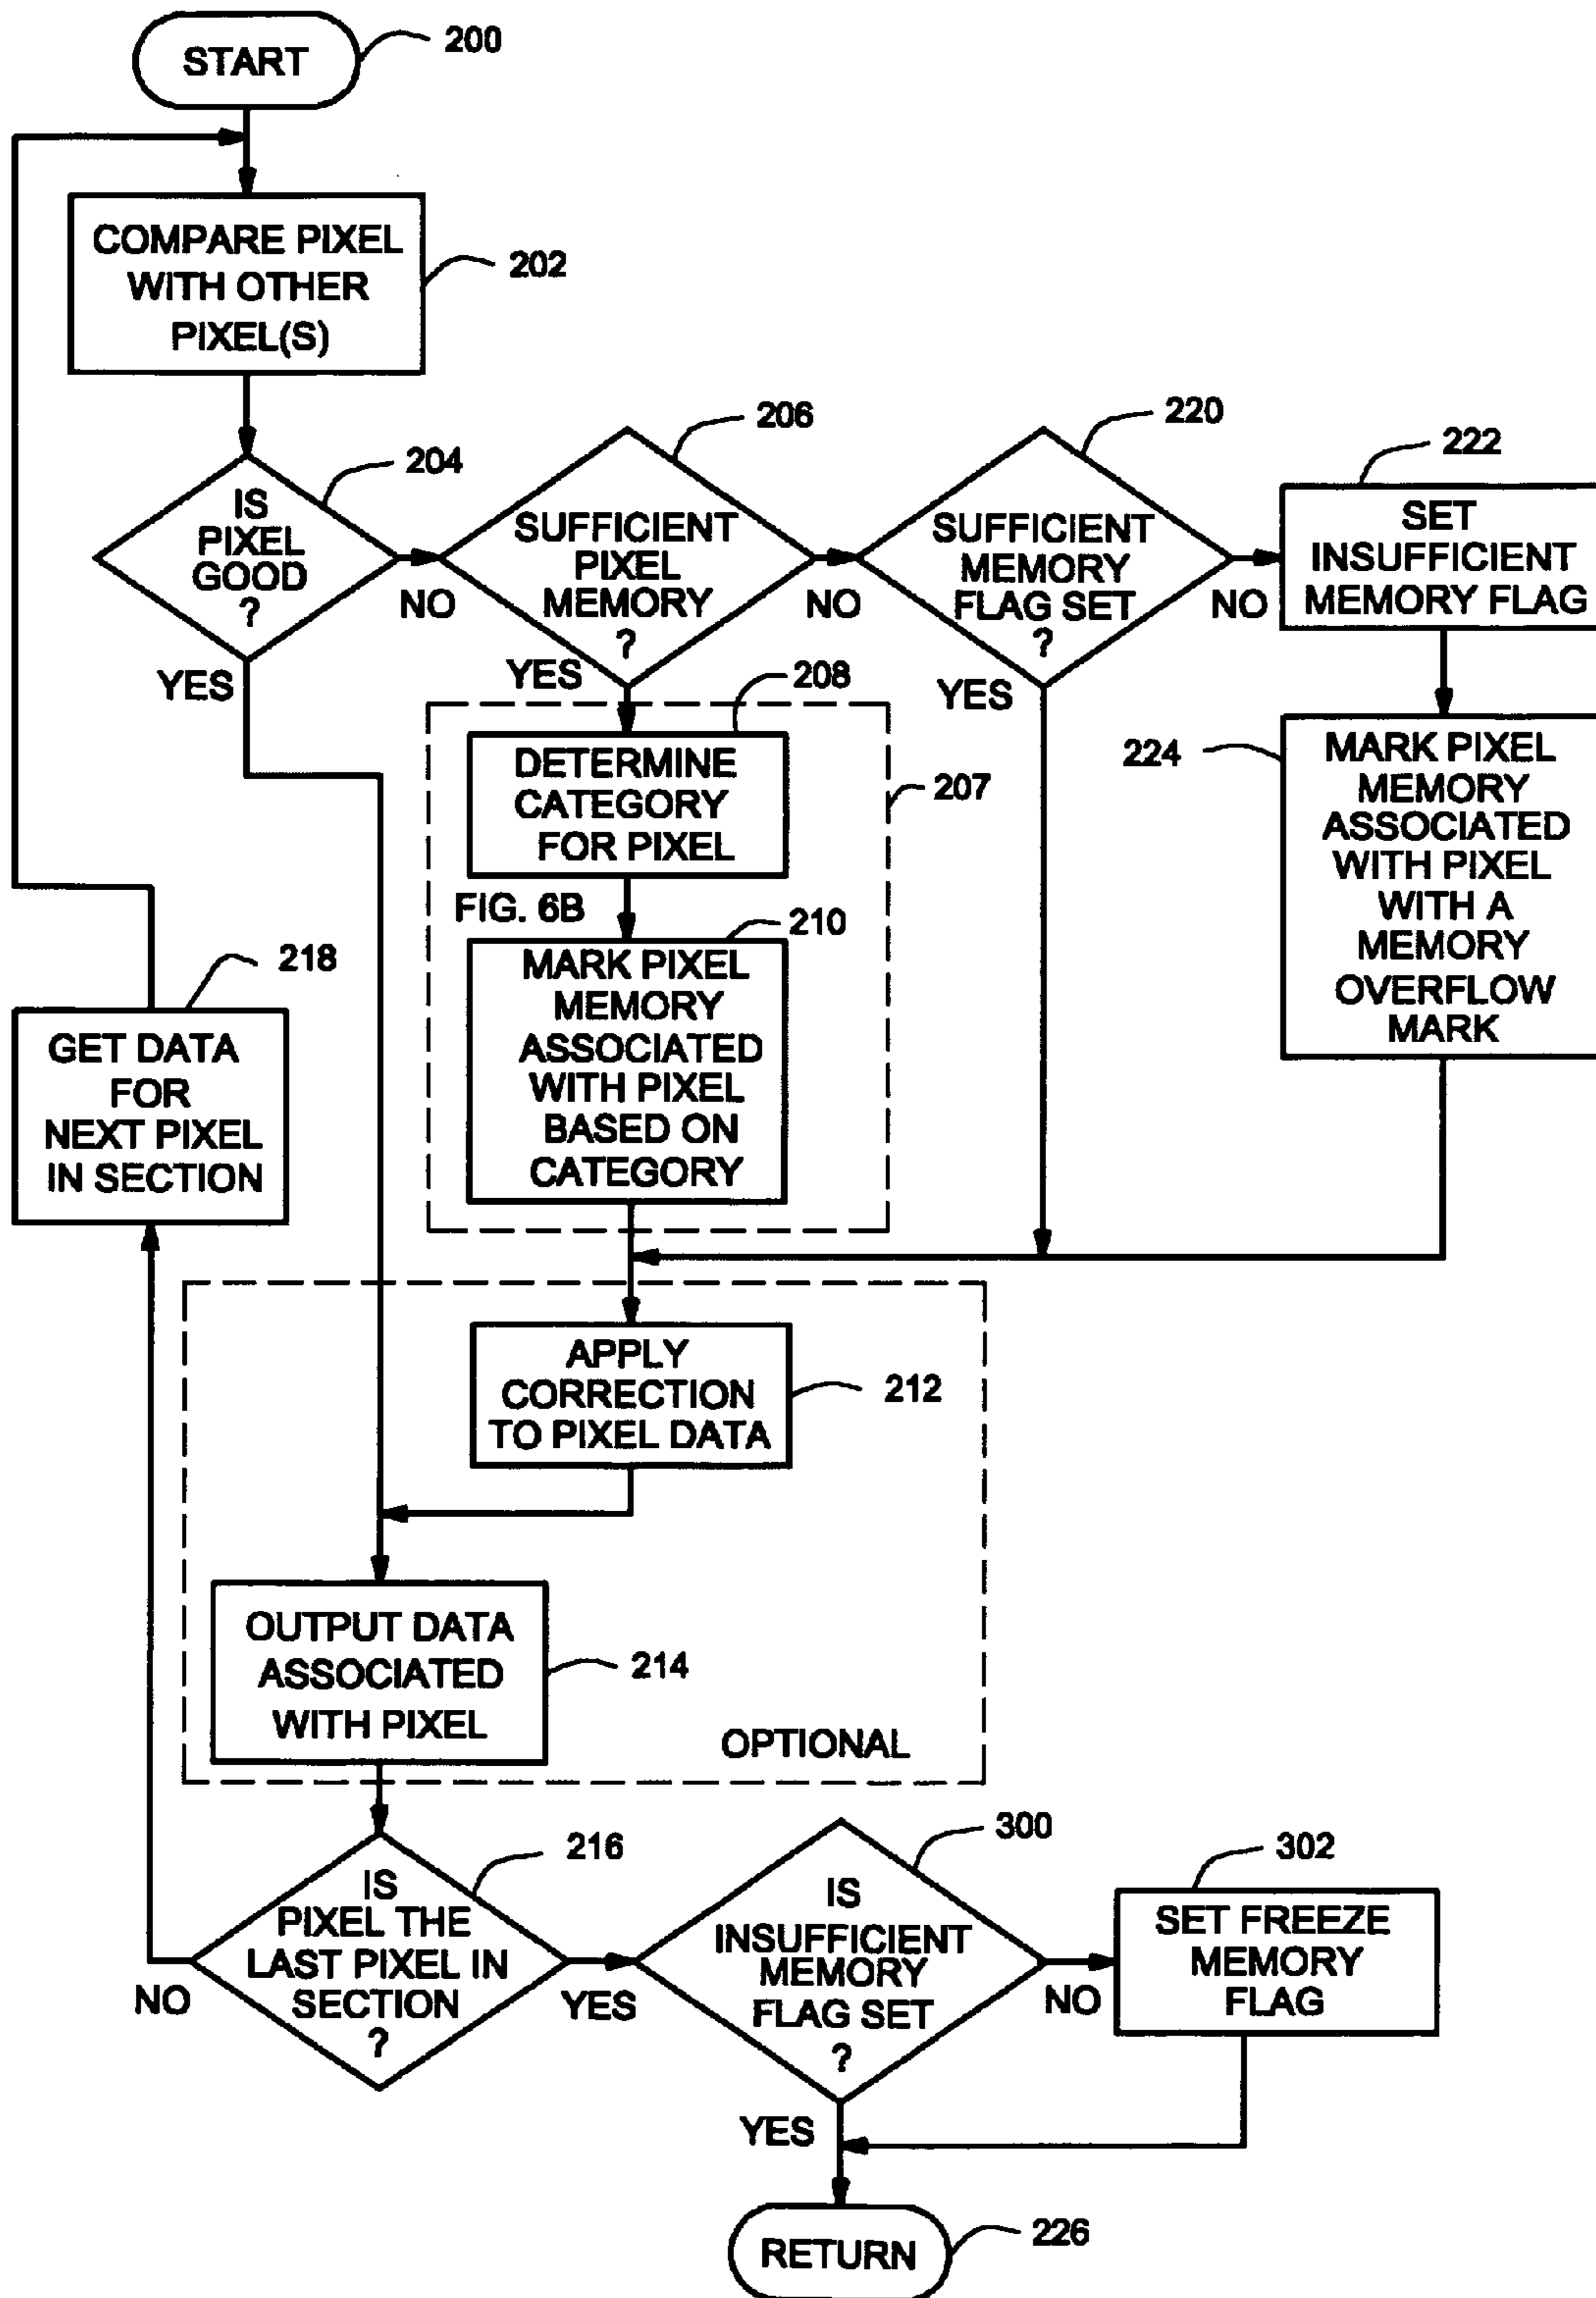 START
200
COMPARE PIXEL
WITH OTHER
PIXEL(S)
202
IS
PIXEL
GOOD
?
204
NO
YES
SUFFICIENT
PIXEL
MEMORY
?
206
NO
YES
SUFFICIENT
MEMORY
FLAG SET
?
220
NO
YES
222
SET
INSUFFICIENT
MEMORY FLAG
224
MARK PIXEL
MEMORY
ASSOCIATED
WITH PIXEL
WITH A
MEMORY
OVERFLOW
MARK
208
DETERMINE
CATEGORY
FOR PIXEL
207
FIG. 6B
210
MARK PIXEL
MEMORY
ASSOCIATED
WITH PIXEL
BASED ON
CATEGORY
218
GET DATA
FOR
NEXT PIXEL
IN SECTION
APPLY
CORRECTION
TO PIXEL DATA
212
OUTPUT DATA
ASSOCIATED
WITH PIXEL
214
OPTIONAL
IS
PIXEL THE
LAST PIXEL IN
SECTION
?
216
NO
YES
IS
INSUFFICIENT
MEMORY
FLAG SET
?
300
NO
YES
302
SET FREEZE
MEMORY
FLAG
RETURN
226